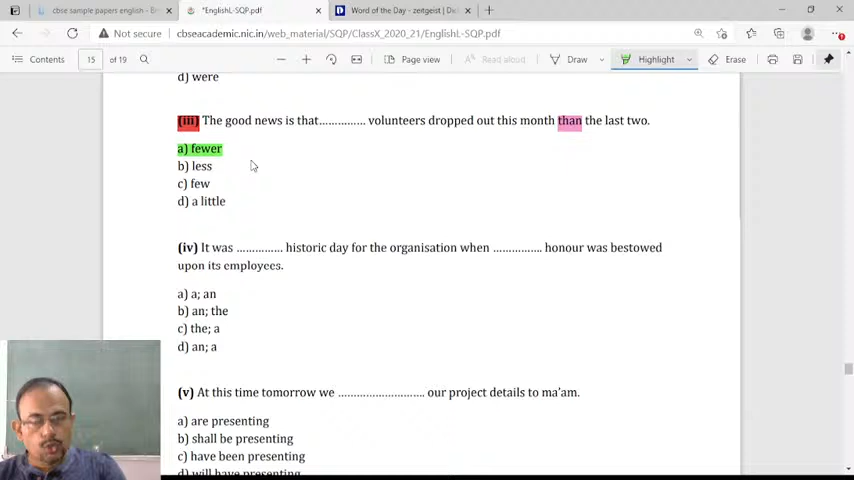 cbse sample papers english - Bi
*EnglishL-SQP.pdf
Word of the Day - zeitgeist | Dic
Not secure
cbseacademic.nic.in/web_material/SQP/ClassX_2020_21/EnglishL-SQP.pdf
Contents
15 of 19
Page view
Read aloud
Draw
Highlight
Erase
d) were
(iii) The good news is that…………… volunteers dropped out this month than the last two.
a) fewer
b) less
c) few
d) a little
(iv) It was …………… historic day for the organisation when …………… honour was bestowed
upon its employees.
a) a; an
b) an; the
c) the; a
d) an; a
(v) At this time tomorrow we ……………………… our project details to ma'am.
a) are presenting
b) shall be presenting
c) have been presenting
d) will have presenting